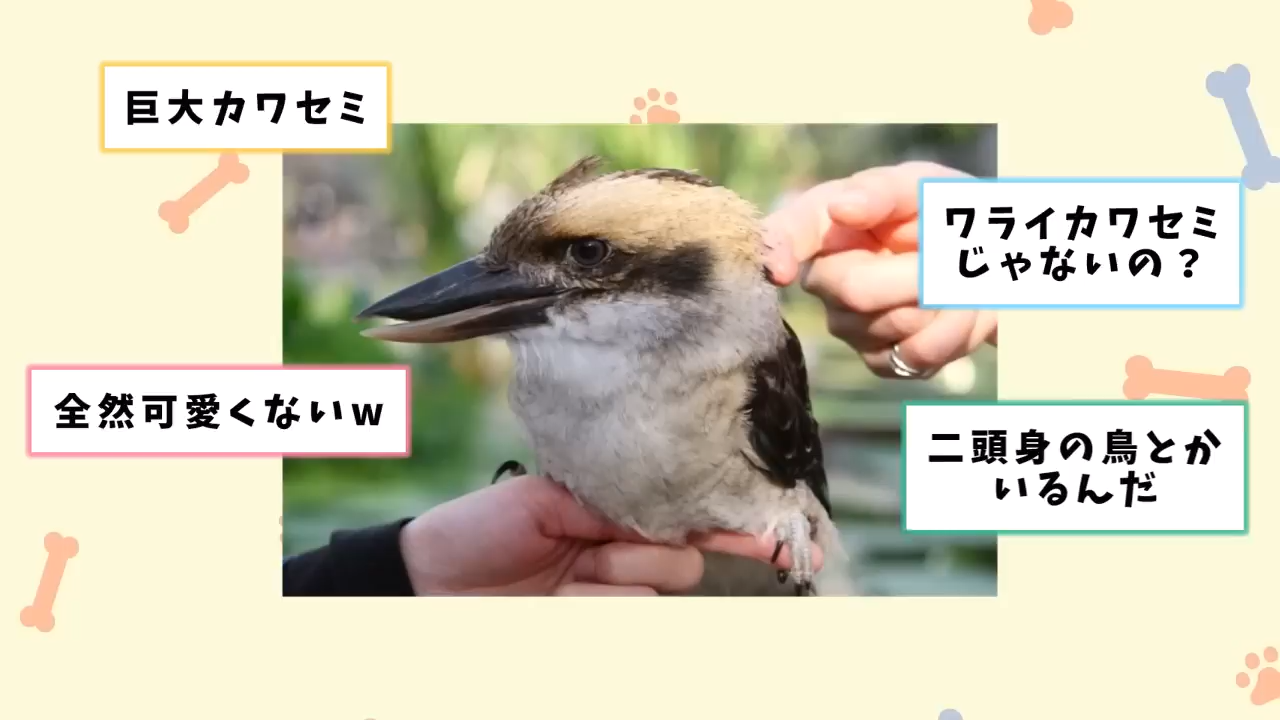 巨大カワセミ
ワライカワセミ
じゃないの？
全然可愛くないw
二頭身の鳥とか
いるんだ